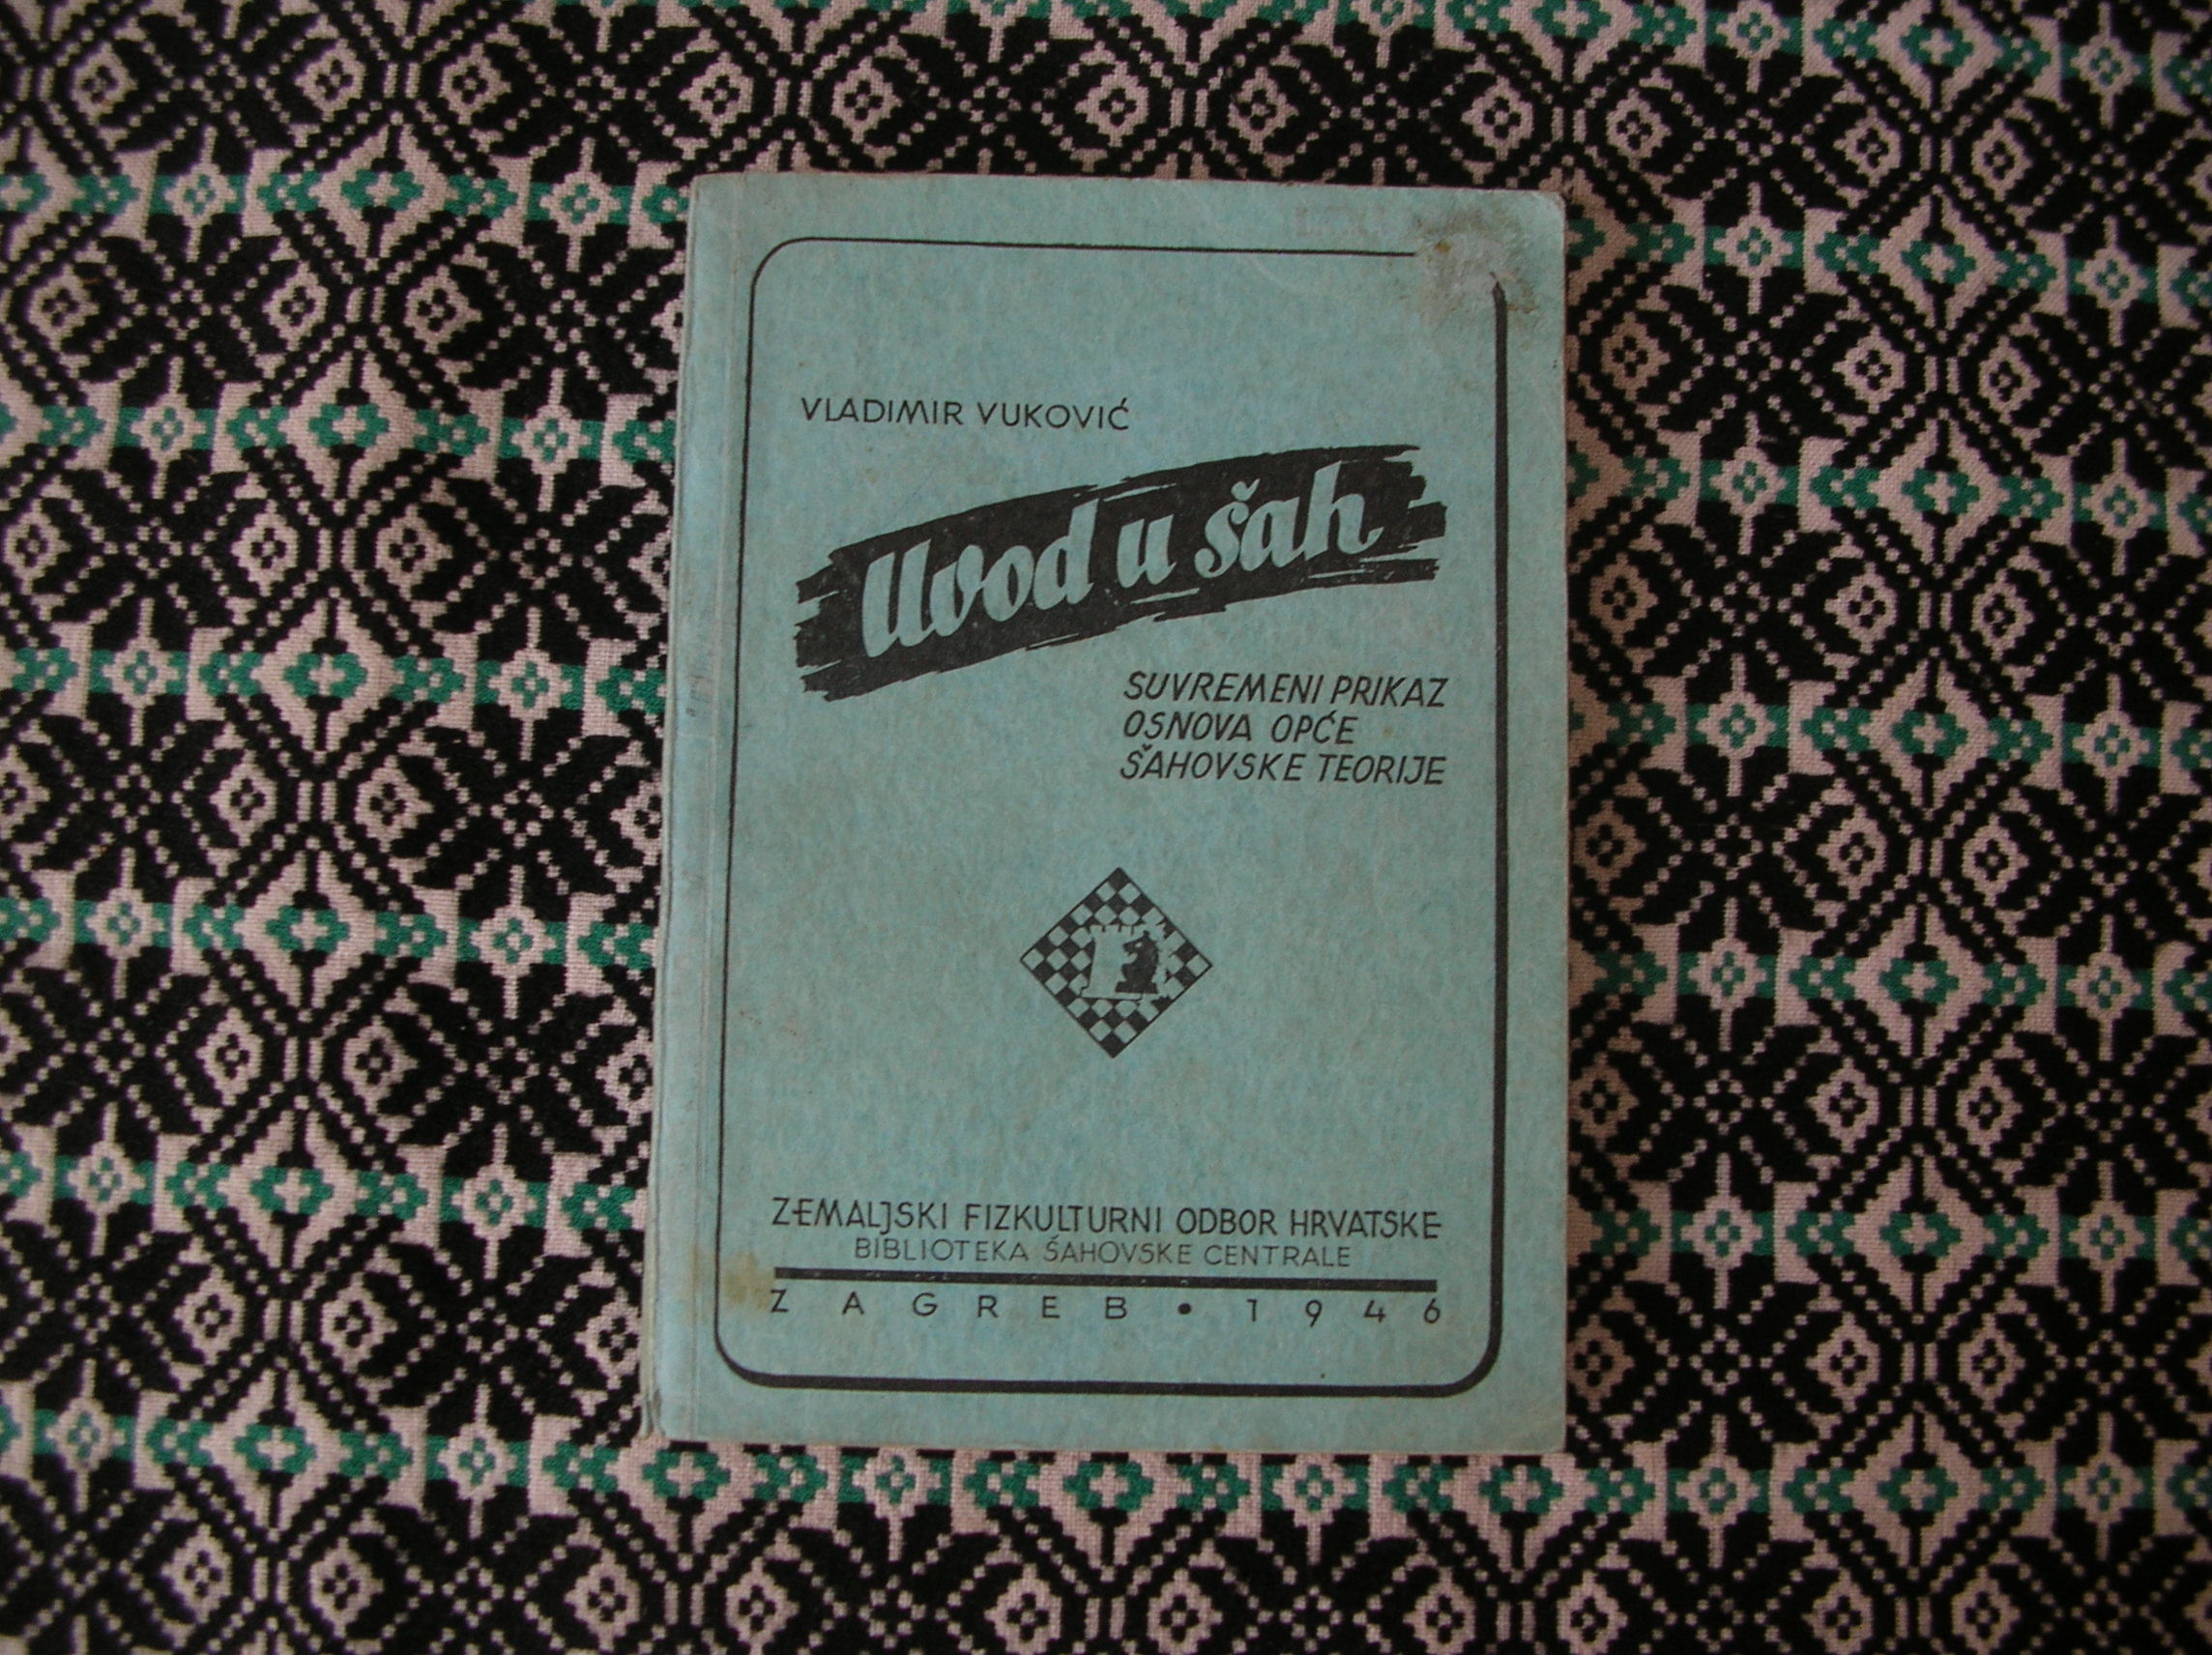 VLADIMIR VUKOVIĆ
Uvod u šah
SUVREMENI PRIKAZ
OSNOVA OPĆE
ŠAHOVSKE TEORIJE
ZEMALJSKI FIZKULTURNI ODBOR HRVATSKE
BIBLIOTEKA ŠAHOVSKE CENTRALE
ZAGREB • 1946